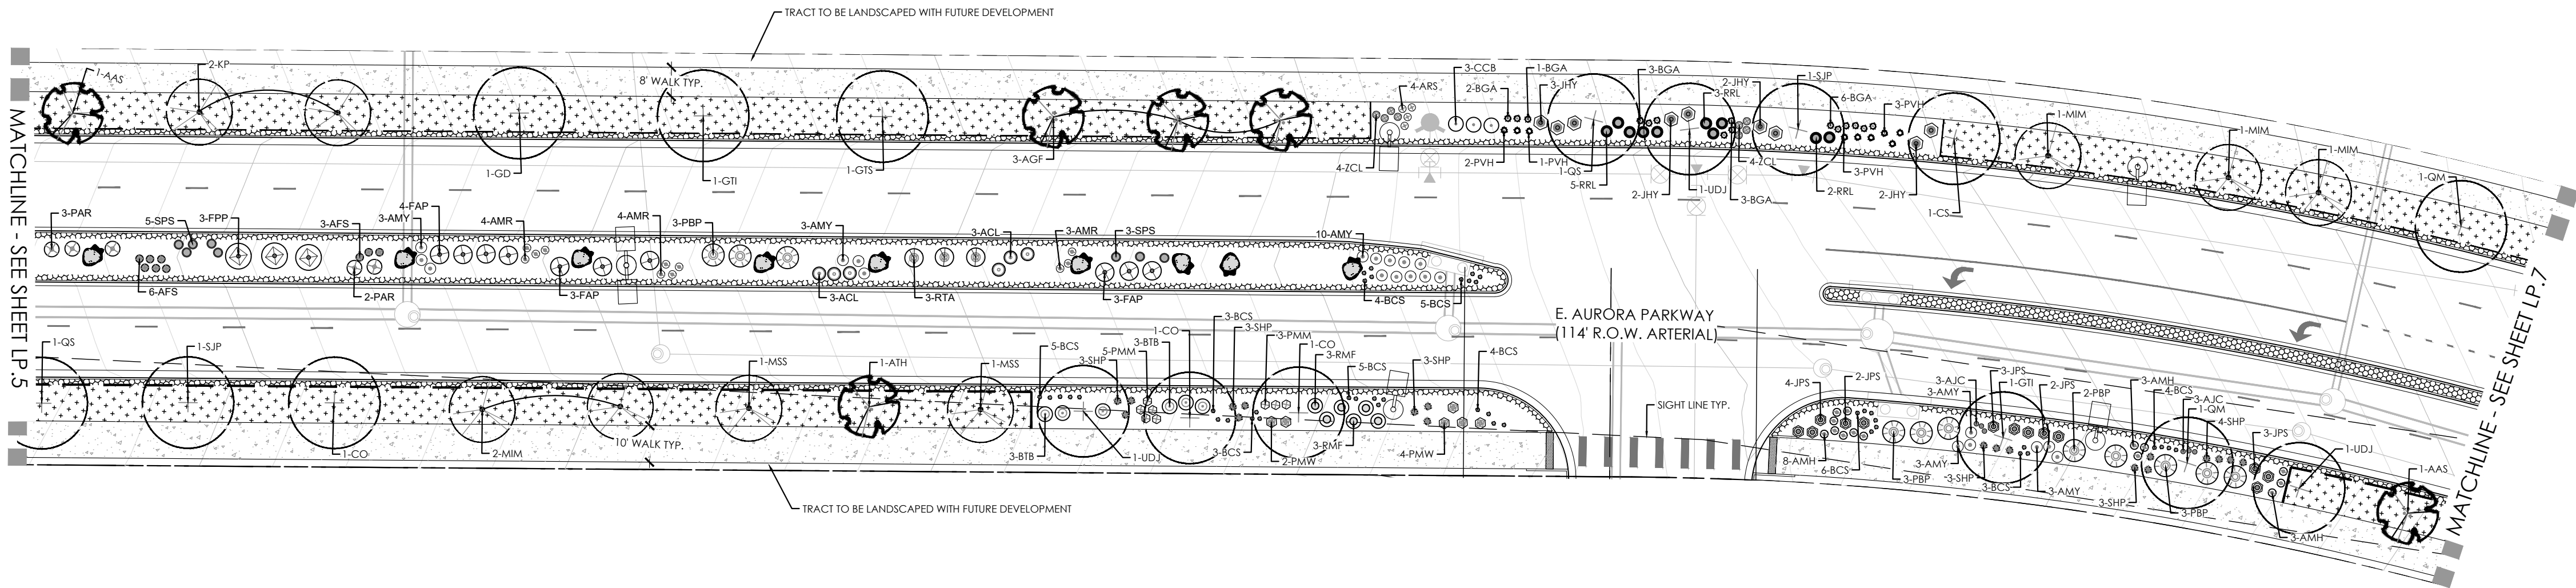 TRACT TO BE LANDSCAPED WITH FUTURE DEVELOPMENT
MATCHLINE - SEE SHEET LP.5
1-AAS
2-KP
8' WALK TYP.
1-GD
1-GTI
1-GTS
3-AGF
4-ZCL
4-ARS
3-CCB
2-BGA
1-BGA
3-JHY
2-PVH
1-PVH
1-QS
5-RRL
3-BGA
2-JHY
3-RRL
2-JHY
1-UDJ
3-BGA
4-ZCL
1-SJP
6-BGA
3-PVH
3-PVH
2-RRL
2-JHY
1-CS
1-MIM
1-MIM
1-MIM
1-QM
3-PAR
5-SPS
3-FPP
6-AFS
3-AFS
3-AMY
4-FAP
2-PAR
4-AMR
3-FAP
4-AMR
3-PBP
3-AMY
3-ACL
3-RTA
3-ACL
3-AMR
3-SPS
3-FAP
10-AMY
4-BCS
5-BCS
E. AURORA PARKWAY
(114' R.O.W. ARTERIAL)
1-QS
1-SJP
1-CO
2-MIM
10' WALK TYP.
1-MSS
1-ATH
1-MSS
5-BCS
3-SHP
5-PMM
3-BTB
1-CO
3-BCS
3-SHP
3-PMM
1-CO
3-RMF
5-BCS
3-SHP
4-BCS
3-BTB
1-UDJ
3-BCS
2-PMW
3-RMF
4-PMW
SIGHT LINE TYP.
4-JPS
2-JPS
8-AMH
6-BCS
3-PBP
3-AJC
3-AMY
3-JPS
1-GTI
2-JPS
2-PBP
3-AMY
3-SHP
3-BCS
3-AMY
3-AMH
4-BCS
3-AJC
1-QM
4-SHP
3-JPS
3-SHP
3-PBP
3-AMH
1-UDJ
1-AAS
MATCHLINE - SEE SHEET LP.7
TRACT TO BE LANDSCAPED WITH FUTURE DEVELOPMENT